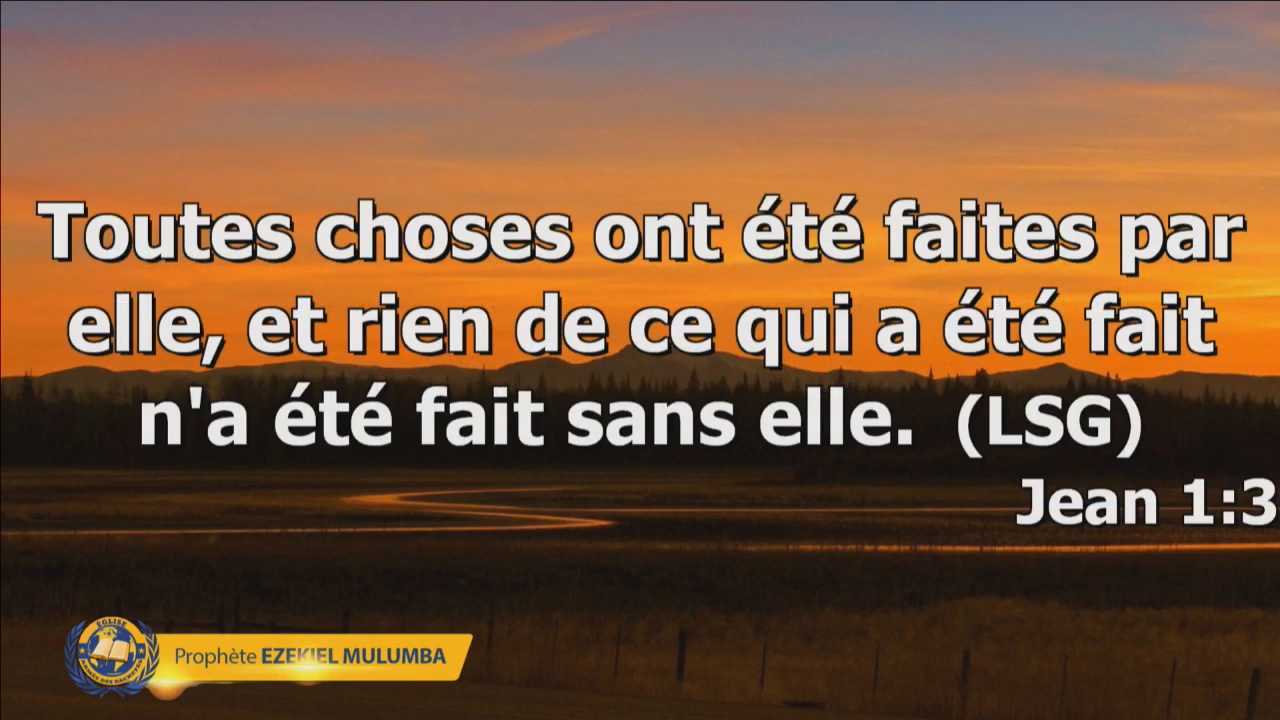 Toutes choses ont été faites par
elle, et rien de ce qui a été fait
n'a été fait sans elle. (LSG)
Jean 1:3
ÉGLISE
Prophète EZEKIEL MULUMBA